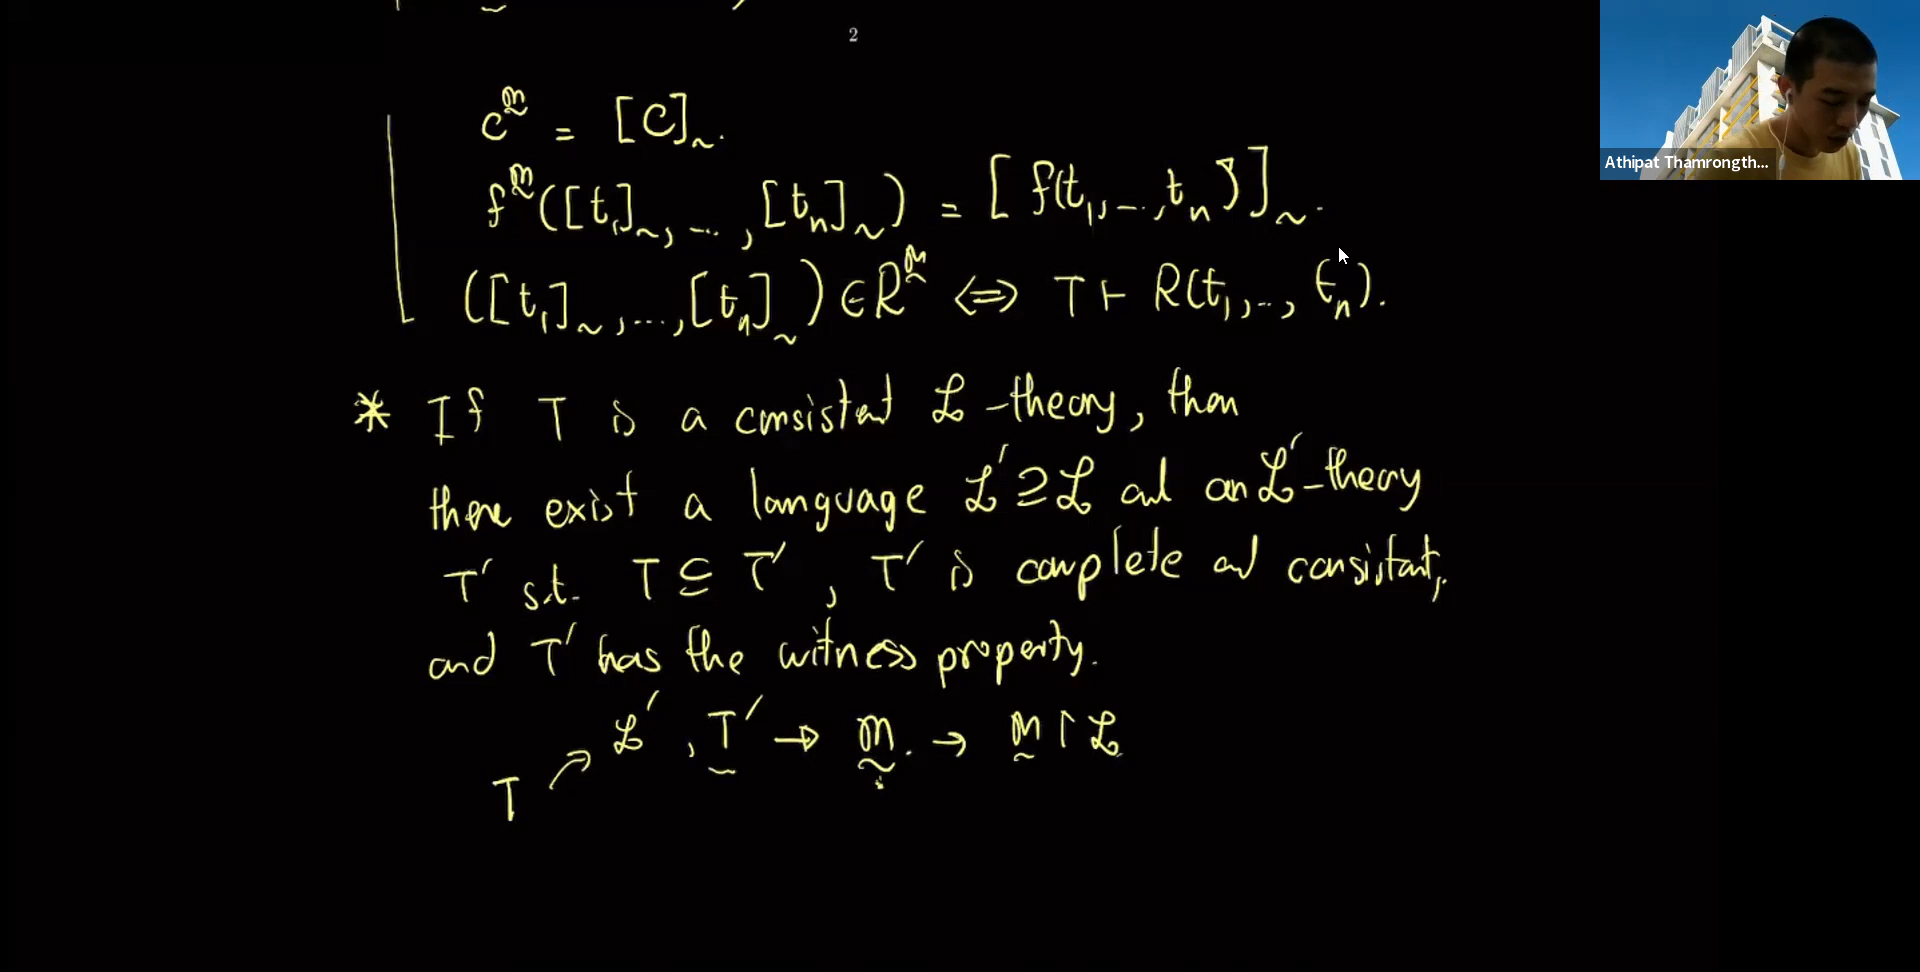 2
c^𝔐 = [c]_~.
f^𝔐([t_1]_~, ..., [t_n]_~) = [f(t_1, ..., t_n)]_~.
([t_1]_~, ..., [t_n]_~) ∈ R^𝔐 ⇔ T ⊢ R(t_1, .., t_n).
* If T is a consistent ℒ-theory, then
there exist a language ℒ' ⊇ ℒ and an ℒ'-theory
T' s.t. T ⊆ T', T' is complete and consistent,
and T' has the witness property.
ℒ', T' → 𝔐. → 𝔐↾ℒ
T ↗
Athipat Thamrongth...